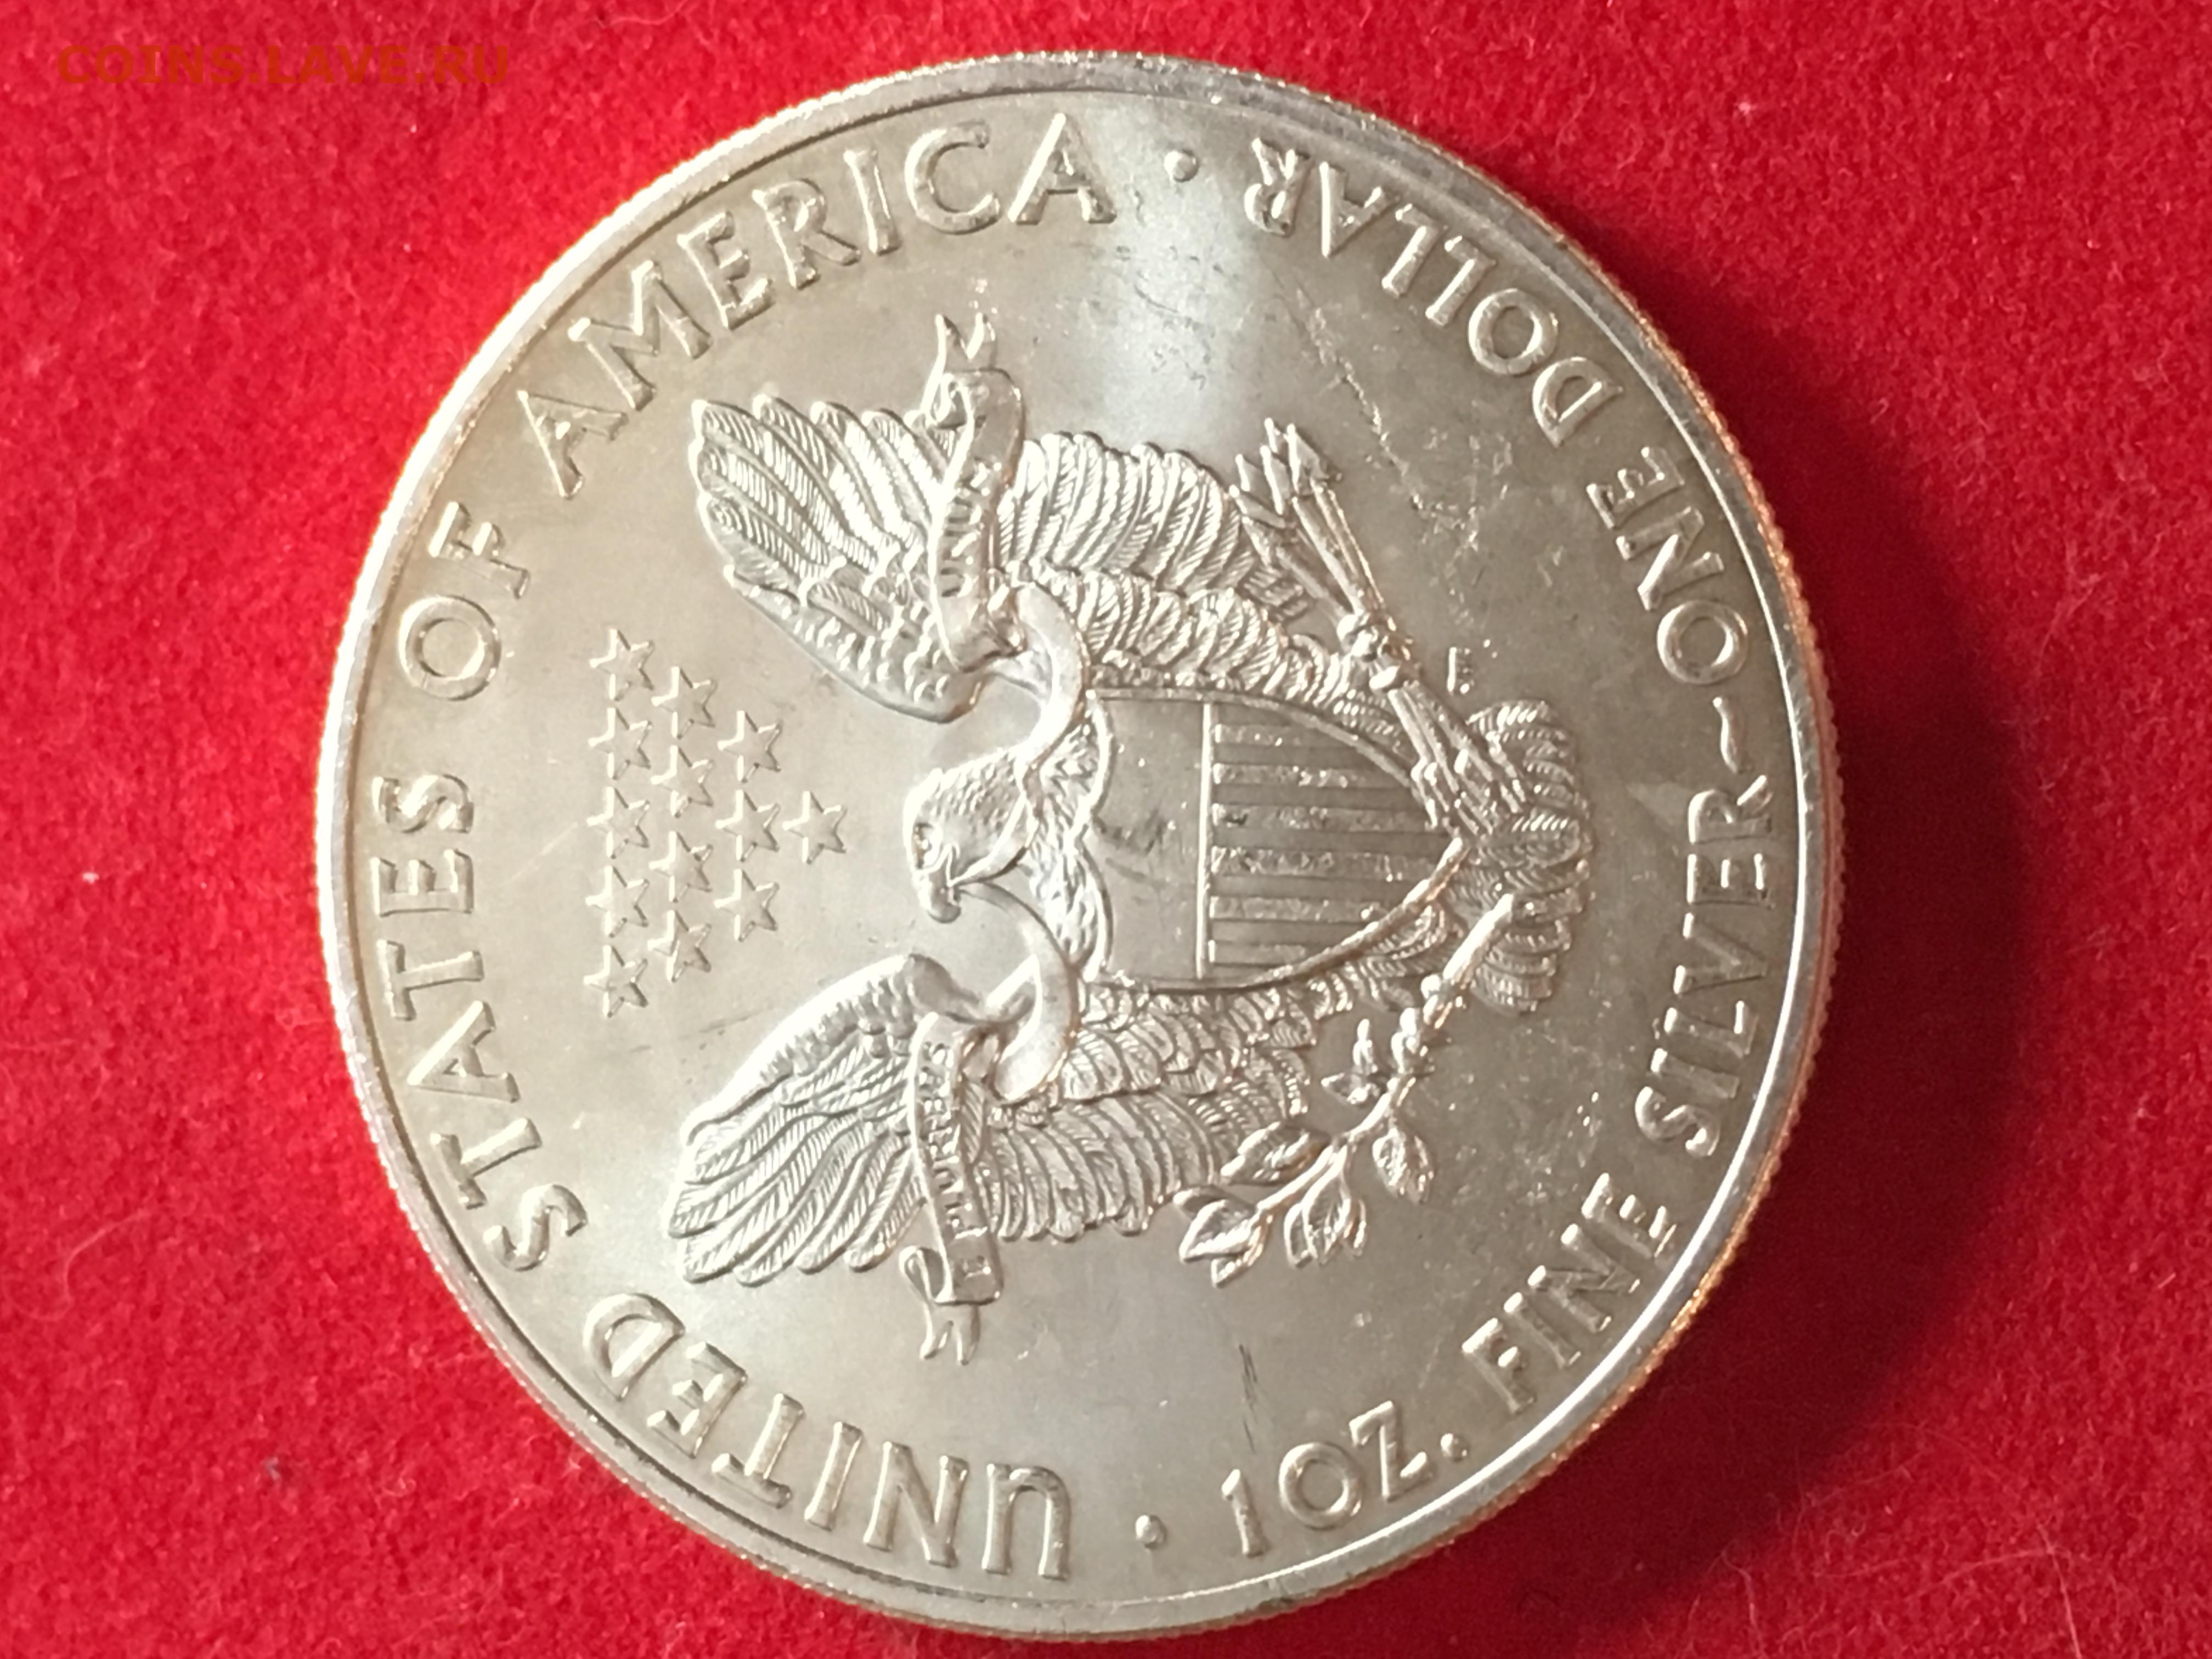 COINS.LAVE.RU
UNITED STATES OF AMERICA
1 OZ. FINE SILVER~ONE DOLLAR
E PLURIBUS
UNUM